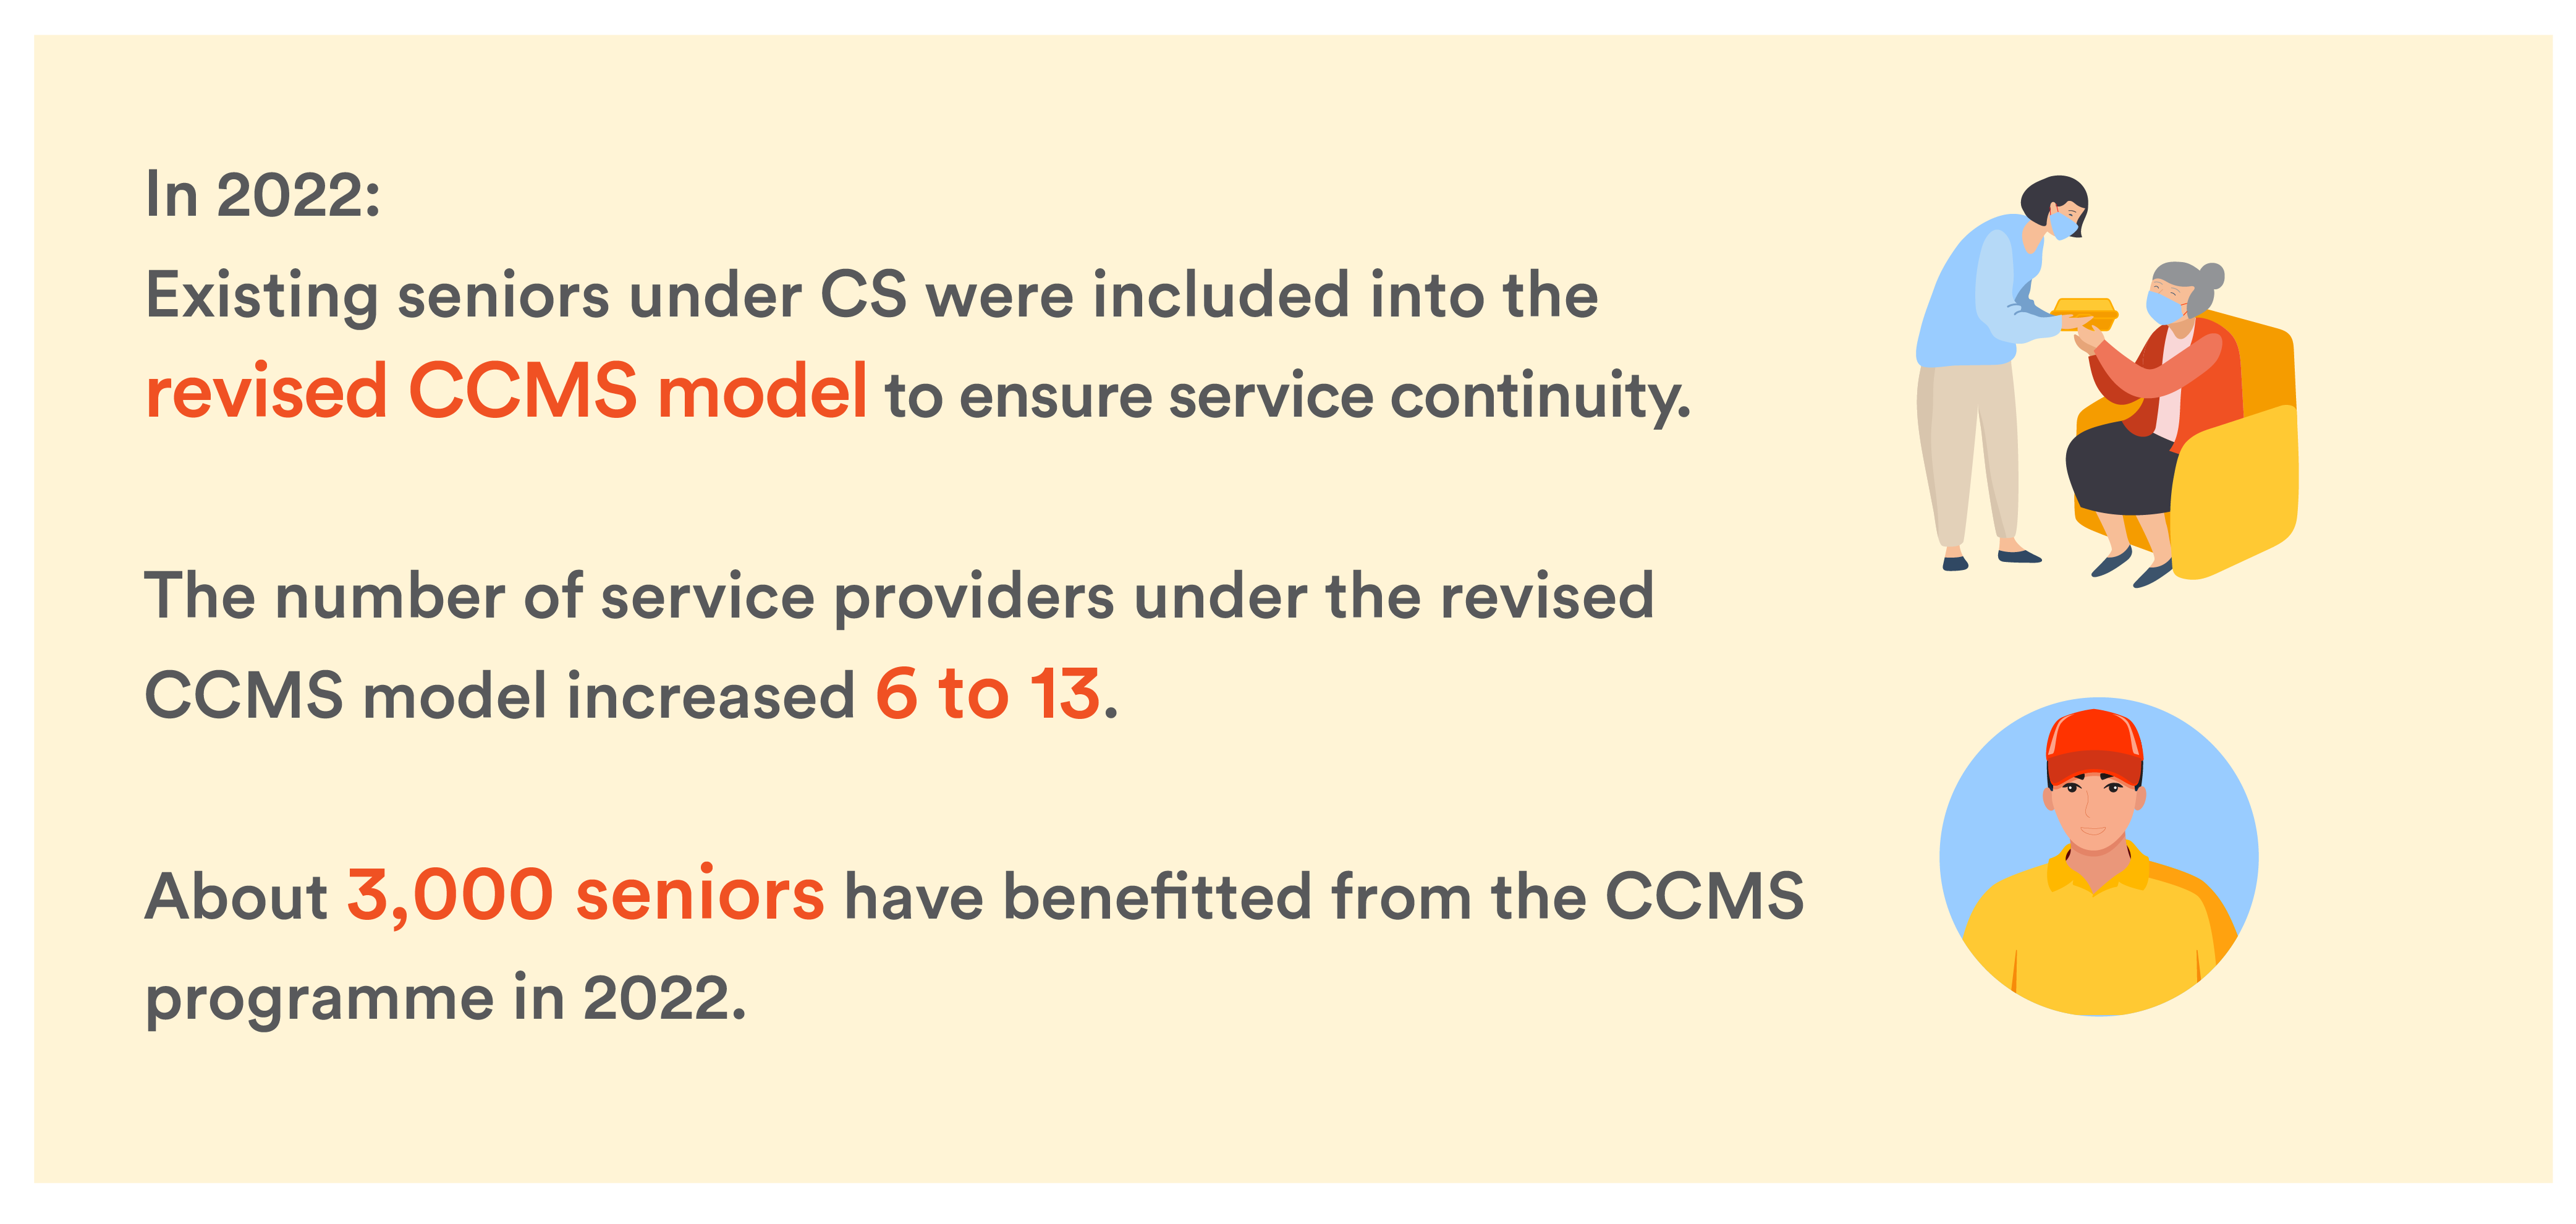 In 2022:
Existing seniors under CS were included into the
revised CCMS model to ensure service continuity.
The number of service providers under the revised
CCMS model increased 6 to 13.
About 3,000 seniors have benefitted from the CCMS
programme in 2022.